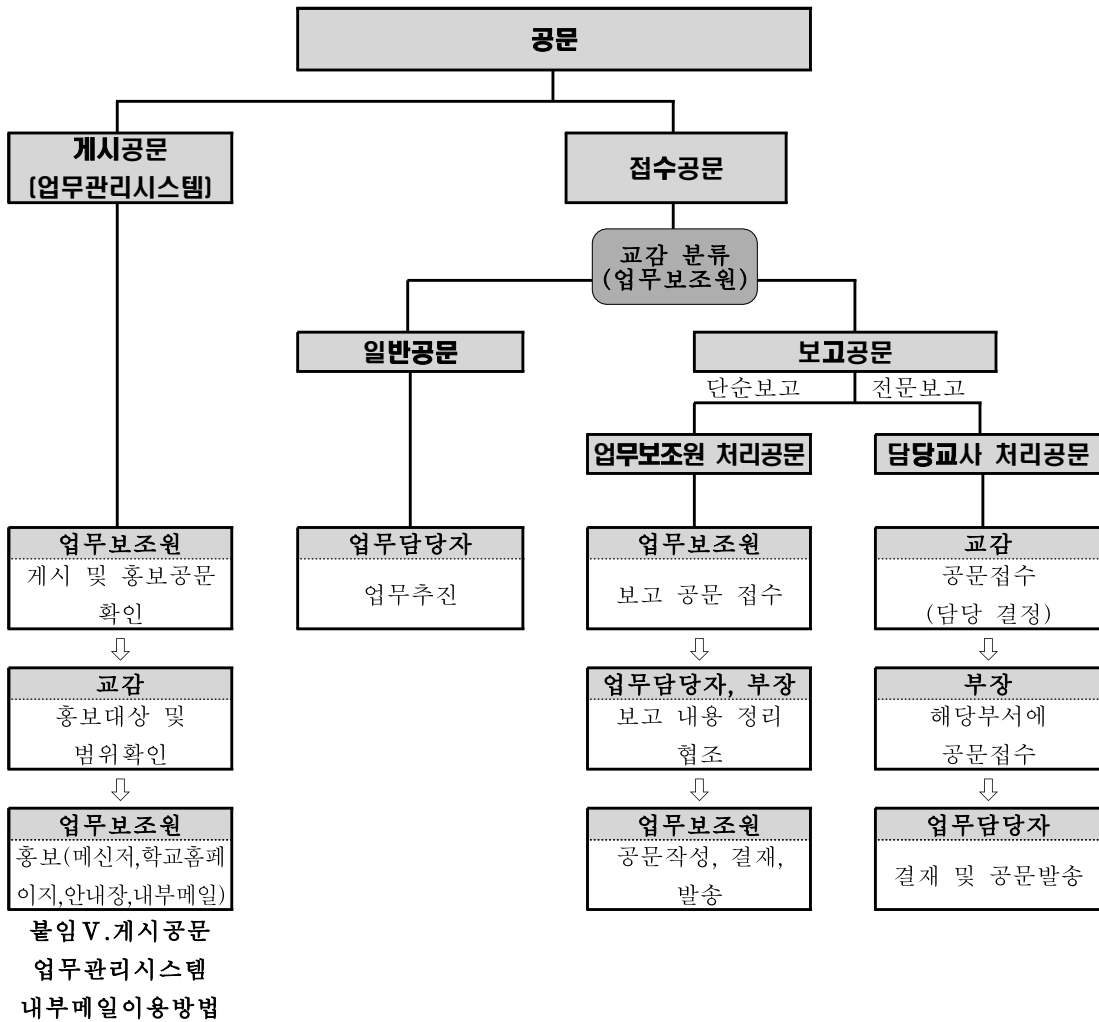 공문
게시공문
(업무관리시스템)
접수공문
교감 분류
(업무보조원)
일반공문
보고공문
단순보고
전문보고
업무보조원 처리공문
담당교사 처리공문
업무보조원
게시 및 홍보공문
확인
교감
홍보대상 및
범위확인
업무보조원
홍보(메신저,학교홈페
이지,안내장,내부메일)
붙임Ⅴ.게시공문
업무관리시스템
내부메일이용방법
업무담당자
업무추진
업무보조원
보고 공문 접수
업무담당자, 부장
보고 내용 정리
협조
업무보조원
공문작성, 결재,
발송
교감
공문접수
(담당 결정)
부장
해당부서에
공문접수
업무담당자
결재 및 공문발송